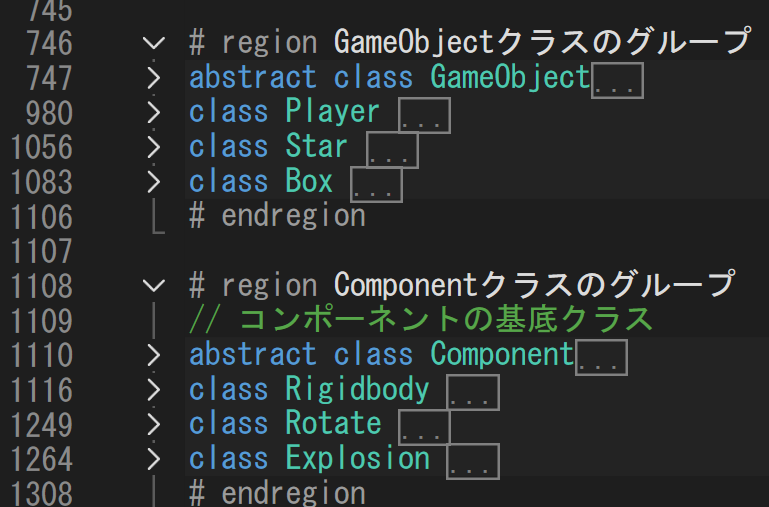 745
746 # region GameObjectクラスのグループ
747 abstract class GameObject...
980 class Player ...
1056 class Star ...
1083 class Box ...
1106 # endregion
1107
1108 # region Componentクラスのグループ
1109 // コンポーネントの基底クラス
1110 abstract class Component...
1116 class Rigidbody ...
1249 class Rotate ...
1264 class Explosion ...
1308 # endregion